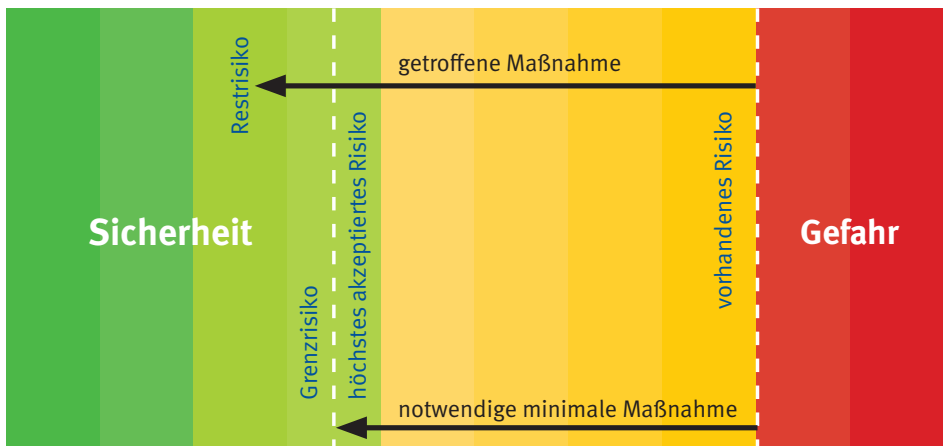 getroffene Maßnahme
Restrisiko
Sicherheit
Grenzrisiko
höchstes akzeptiertes Risiko
vorhandenes Risiko
Gefahr
notwendige minimale Maßnahme